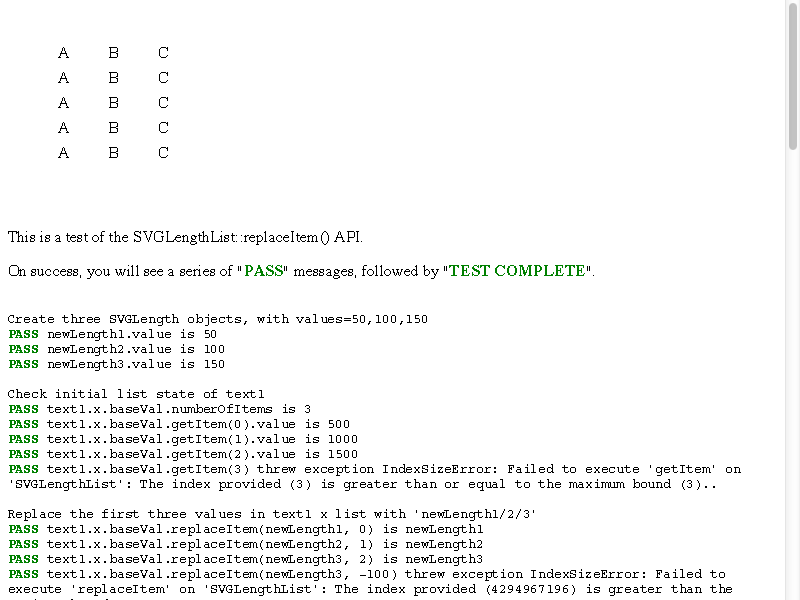 A B C
A B C
A B C
A B C
A B C
This is a test of the SVGLengthList::replaceItem() API.
On success, you will see a series of "PASS" messages, followed by "TEST COMPLETE".
Create three SVGLength objects, with values=50,100,150
PASS newLength1.value is 50
PASS newLength2.value is 100
PASS newLength3.value is 150
Check initial list state of text1
PASS text1.x.baseVal.numberOfItems is 3
PASS text1.x.baseVal.getItem(0).value is 500
PASS text1.x.baseVal.getItem(1).value is 1000
PASS text1.x.baseVal.getItem(2).value is 1500
PASS text1.x.baseVal.getItem(3) threw exception IndexSizeError: Failed to execute 'getItem' on
'SVGLengthList': The index provided (3) is greater than or equal to the maximum bound (3)..
Replace the first three values in text1 x list with 'newLength1/2/3'
PASS text1.x.baseVal.replaceItem(newLength1, 0) is newLength1
PASS text1.x.baseVal.replaceItem(newLength2, 1) is newLength2
PASS text1.x.baseVal.replaceItem(newLength3, 2) is newLength3
PASS text1.x.baseVal.replaceItem(newLength3, -100) threw exception IndexSizeError: Failed to
execute 'replaceItem' on 'SVGLengthList': The index provided (4294967196) is greater than the